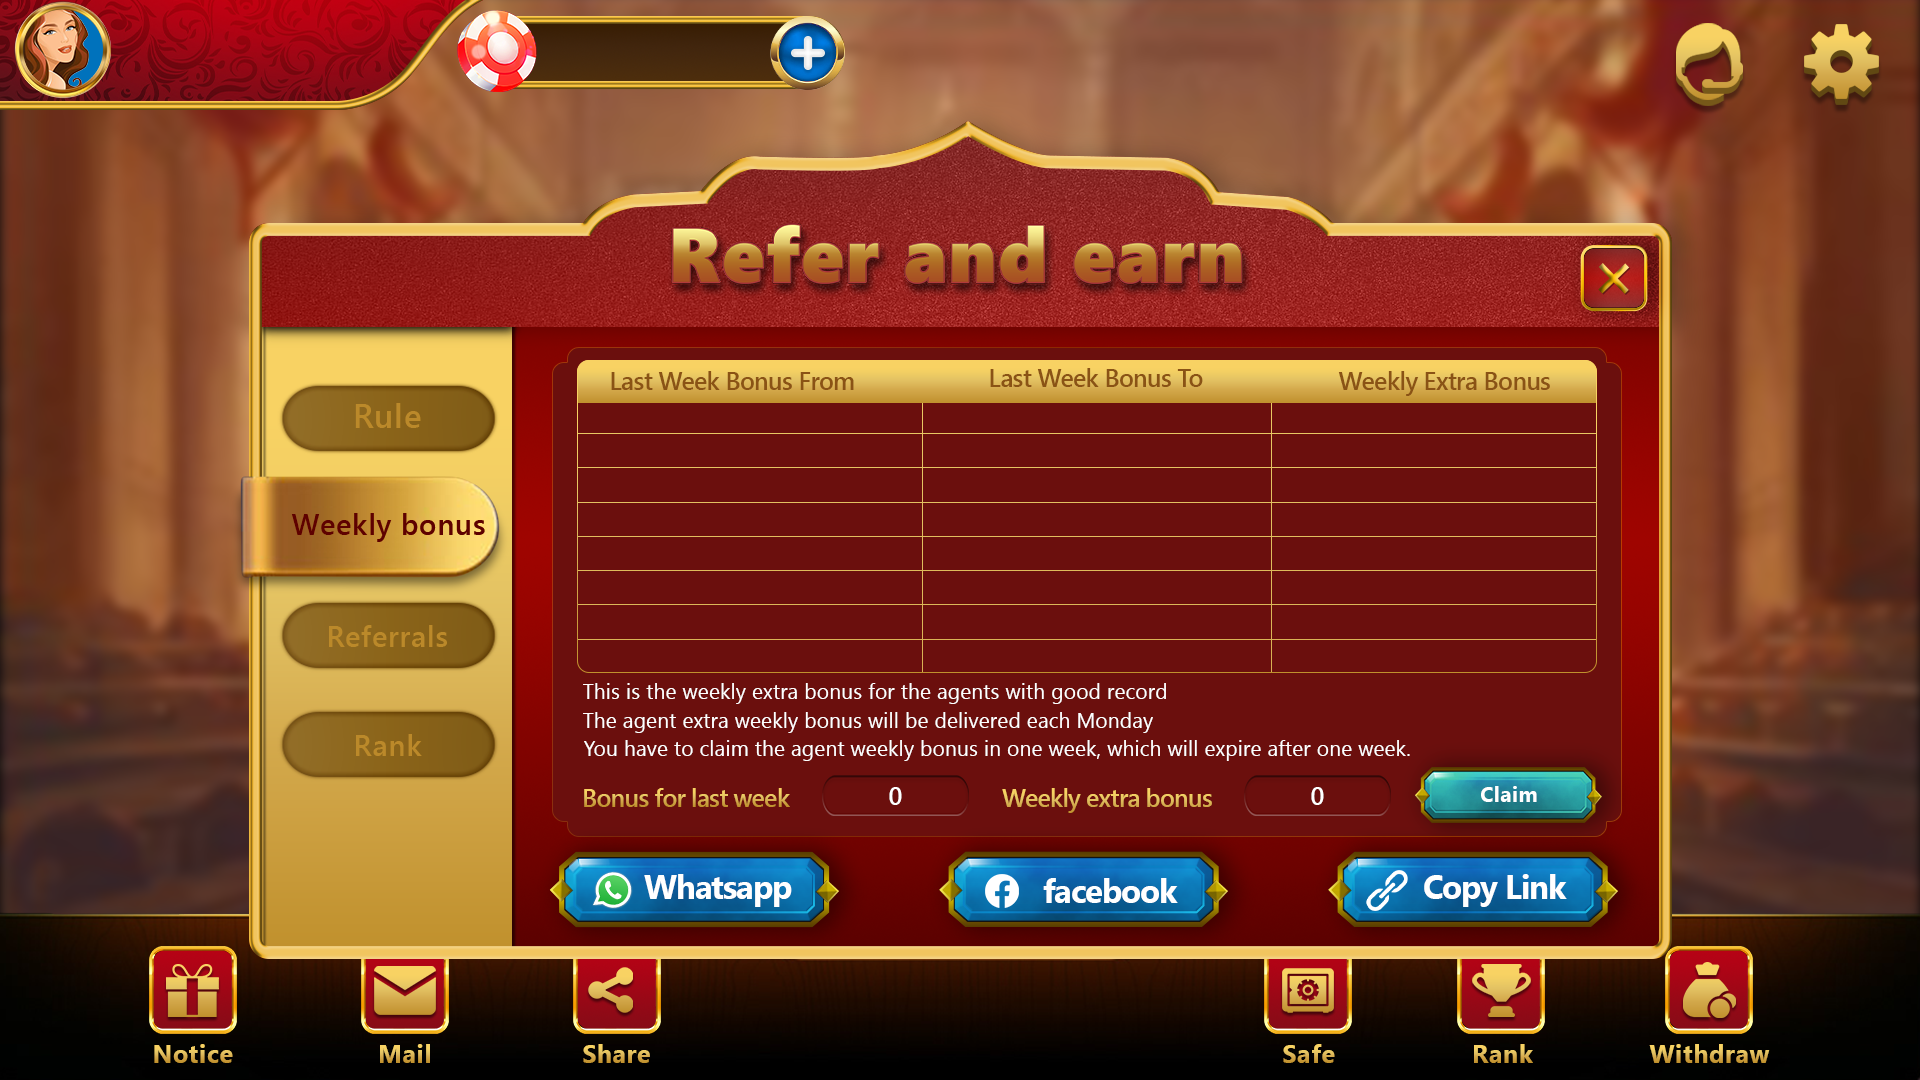 Refer and earn
Rule
Weekly bonus
Referrals
Rank
Last Week Bonus From
Last Week Bonus To
Weekly Extra Bonus
This is the weekly extra bonus for the agents with good record
The agent extra weekly bonus will be delivered each Monday
You have to claim the agent weekly bonus in one week, which will expire after one week.
Bonus for last week 0 Weekly extra bonus 0 Claim
Whatsapp facebook Copy Link
Notice Mail Share Safe Rank Withdraw